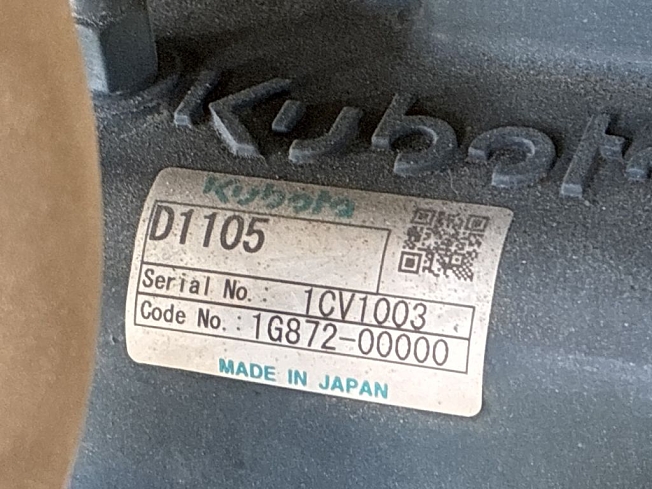 Kubota
Kubota
D1105
Serial No.: 1CV1003
Code No.: 1G872-00000
MADE IN JAPAN